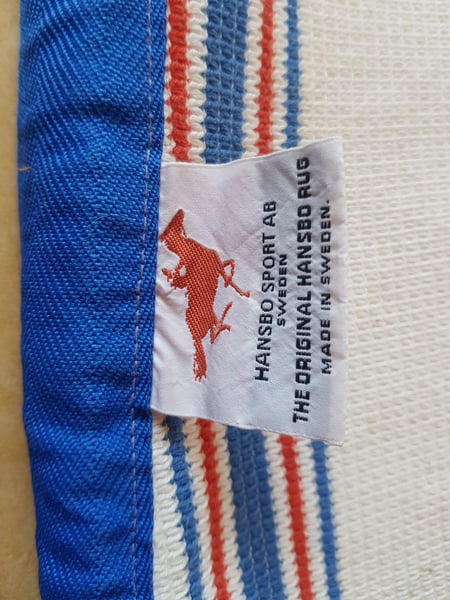 HANSBO SPORT AB
SWEDEN
THE ORIGINAL HANSBO RUG
MADE IN SWEDEN.